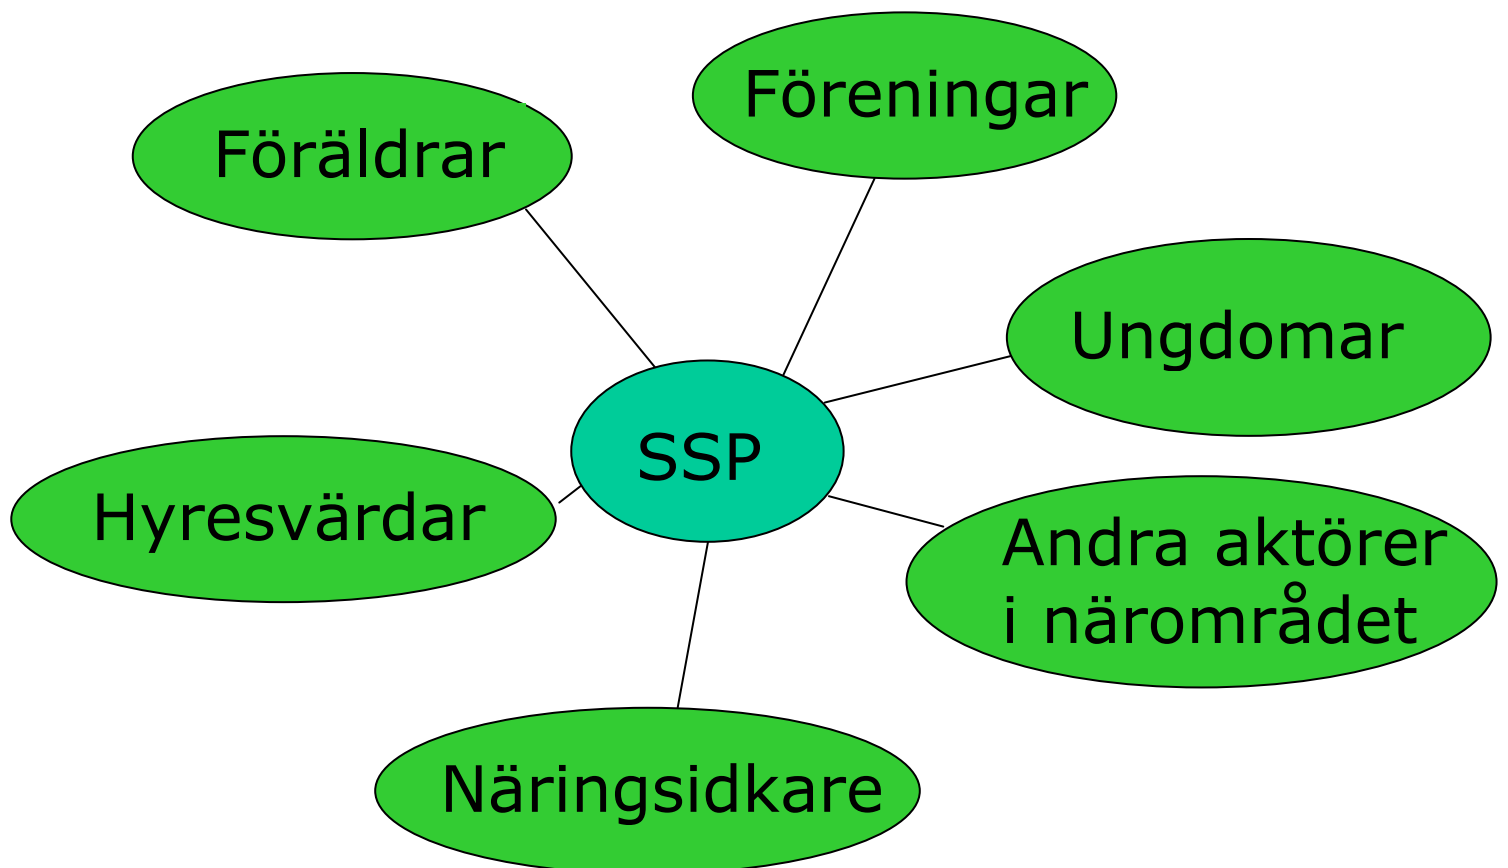 Föreningar
Föräldrar
Ungdomar
SSP
Hyresvärdar
Andra aktörer
i närområdet
Näringsidkare